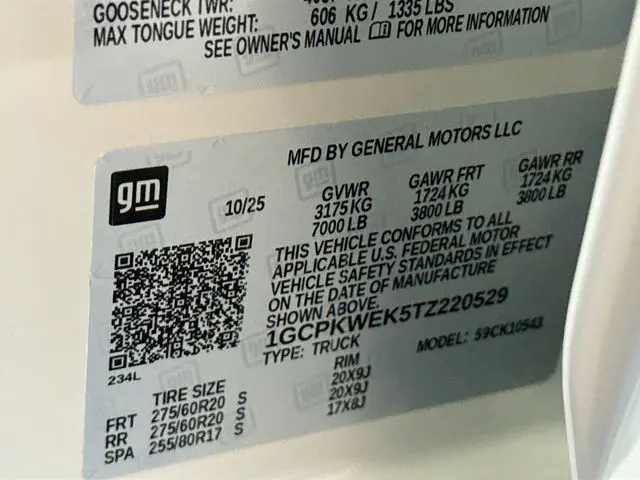 GOOSENECK TWR:
MAX TONGUE WEIGHT: 606 KG / 1335 LBS
SEE OWNER'S MANUAL FOR MORE INFORMATION
MFD BY GENERAL MOTORS LLC
gm
10/25
GVWR GAWR FRT GAWR RR
3175 KG 1724 KG 1724 KG
7000 LB 3800 LB 3800 LB
THIS VEHICLE CONFORMS TO ALL
APPLICABLE U.S. FEDERAL MOTOR
VEHICLE SAFETY STANDARDS IN EFFECT
ON THE DATE OF MANUFACTURE
SHOWN ABOVE.
1GCPKWEK5TZ220529
TYPE: TRUCK MODEL: 59CK10543
234L
TIRE SIZE RIM
FRT 275/60R20 S 20X9J
RR 275/60R20 S 20X9J
SPA 255/80R17 S 17X8J